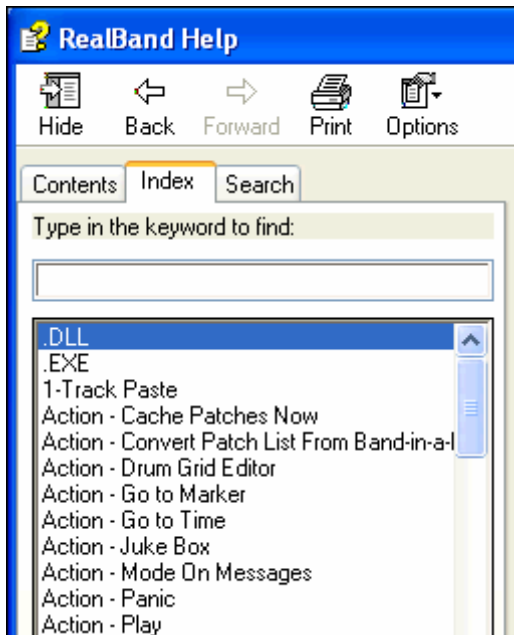 RealBand Help
Hide Back Forward Print Options
Contents Index Search
Type in the keyword to find:
.DLL
.EXE
1-Track Paste
Action - Cache Patches Now
Action - Convert Patch List From Band-in-a-
Action - Drum Grid Editor
Action - Go to Marker
Action - Go to Time
Action - Juke Box
Action - Mode On Messages
Action - Panic
Action - Play